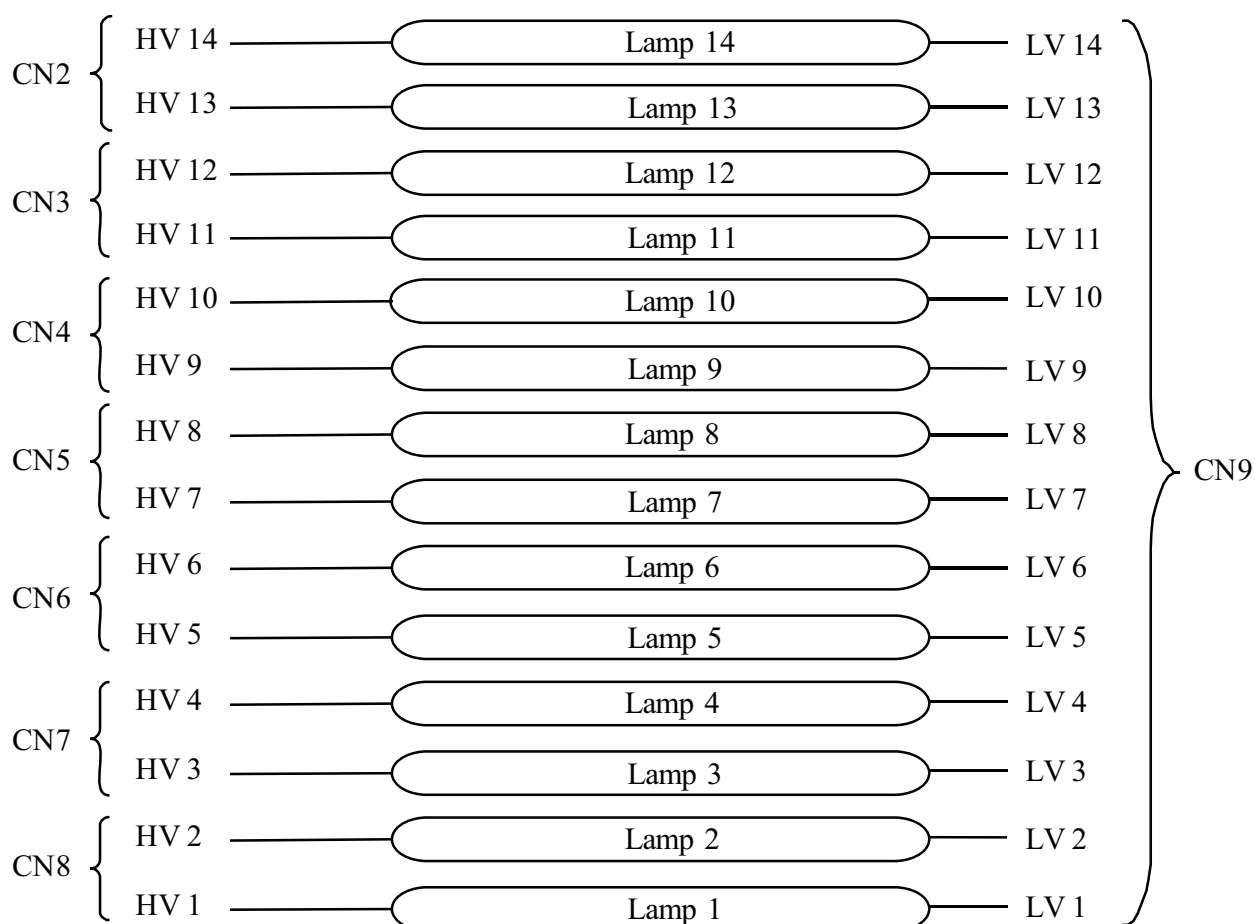 HV 14 Lamp 14 LV 14
CN2
HV 13 Lamp 13 LV 13
HV 12 Lamp 12 LV 12
CN3
HV 11 Lamp 11 LV 11
HV 10 Lamp 10 LV 10
CN4
HV 9 Lamp 9 LV 9
HV 8 Lamp 8 LV 8
CN5 CN9
HV 7 Lamp 7 LV 7
HV 6 Lamp 6 LV 6
CN6
HV 5 Lamp 5 LV 5
HV 4 Lamp 4 LV 4
CN7
HV 3 Lamp 3 LV 3
HV 2 Lamp 2 LV 2
CN8
HV 1 Lamp 1 LV 1